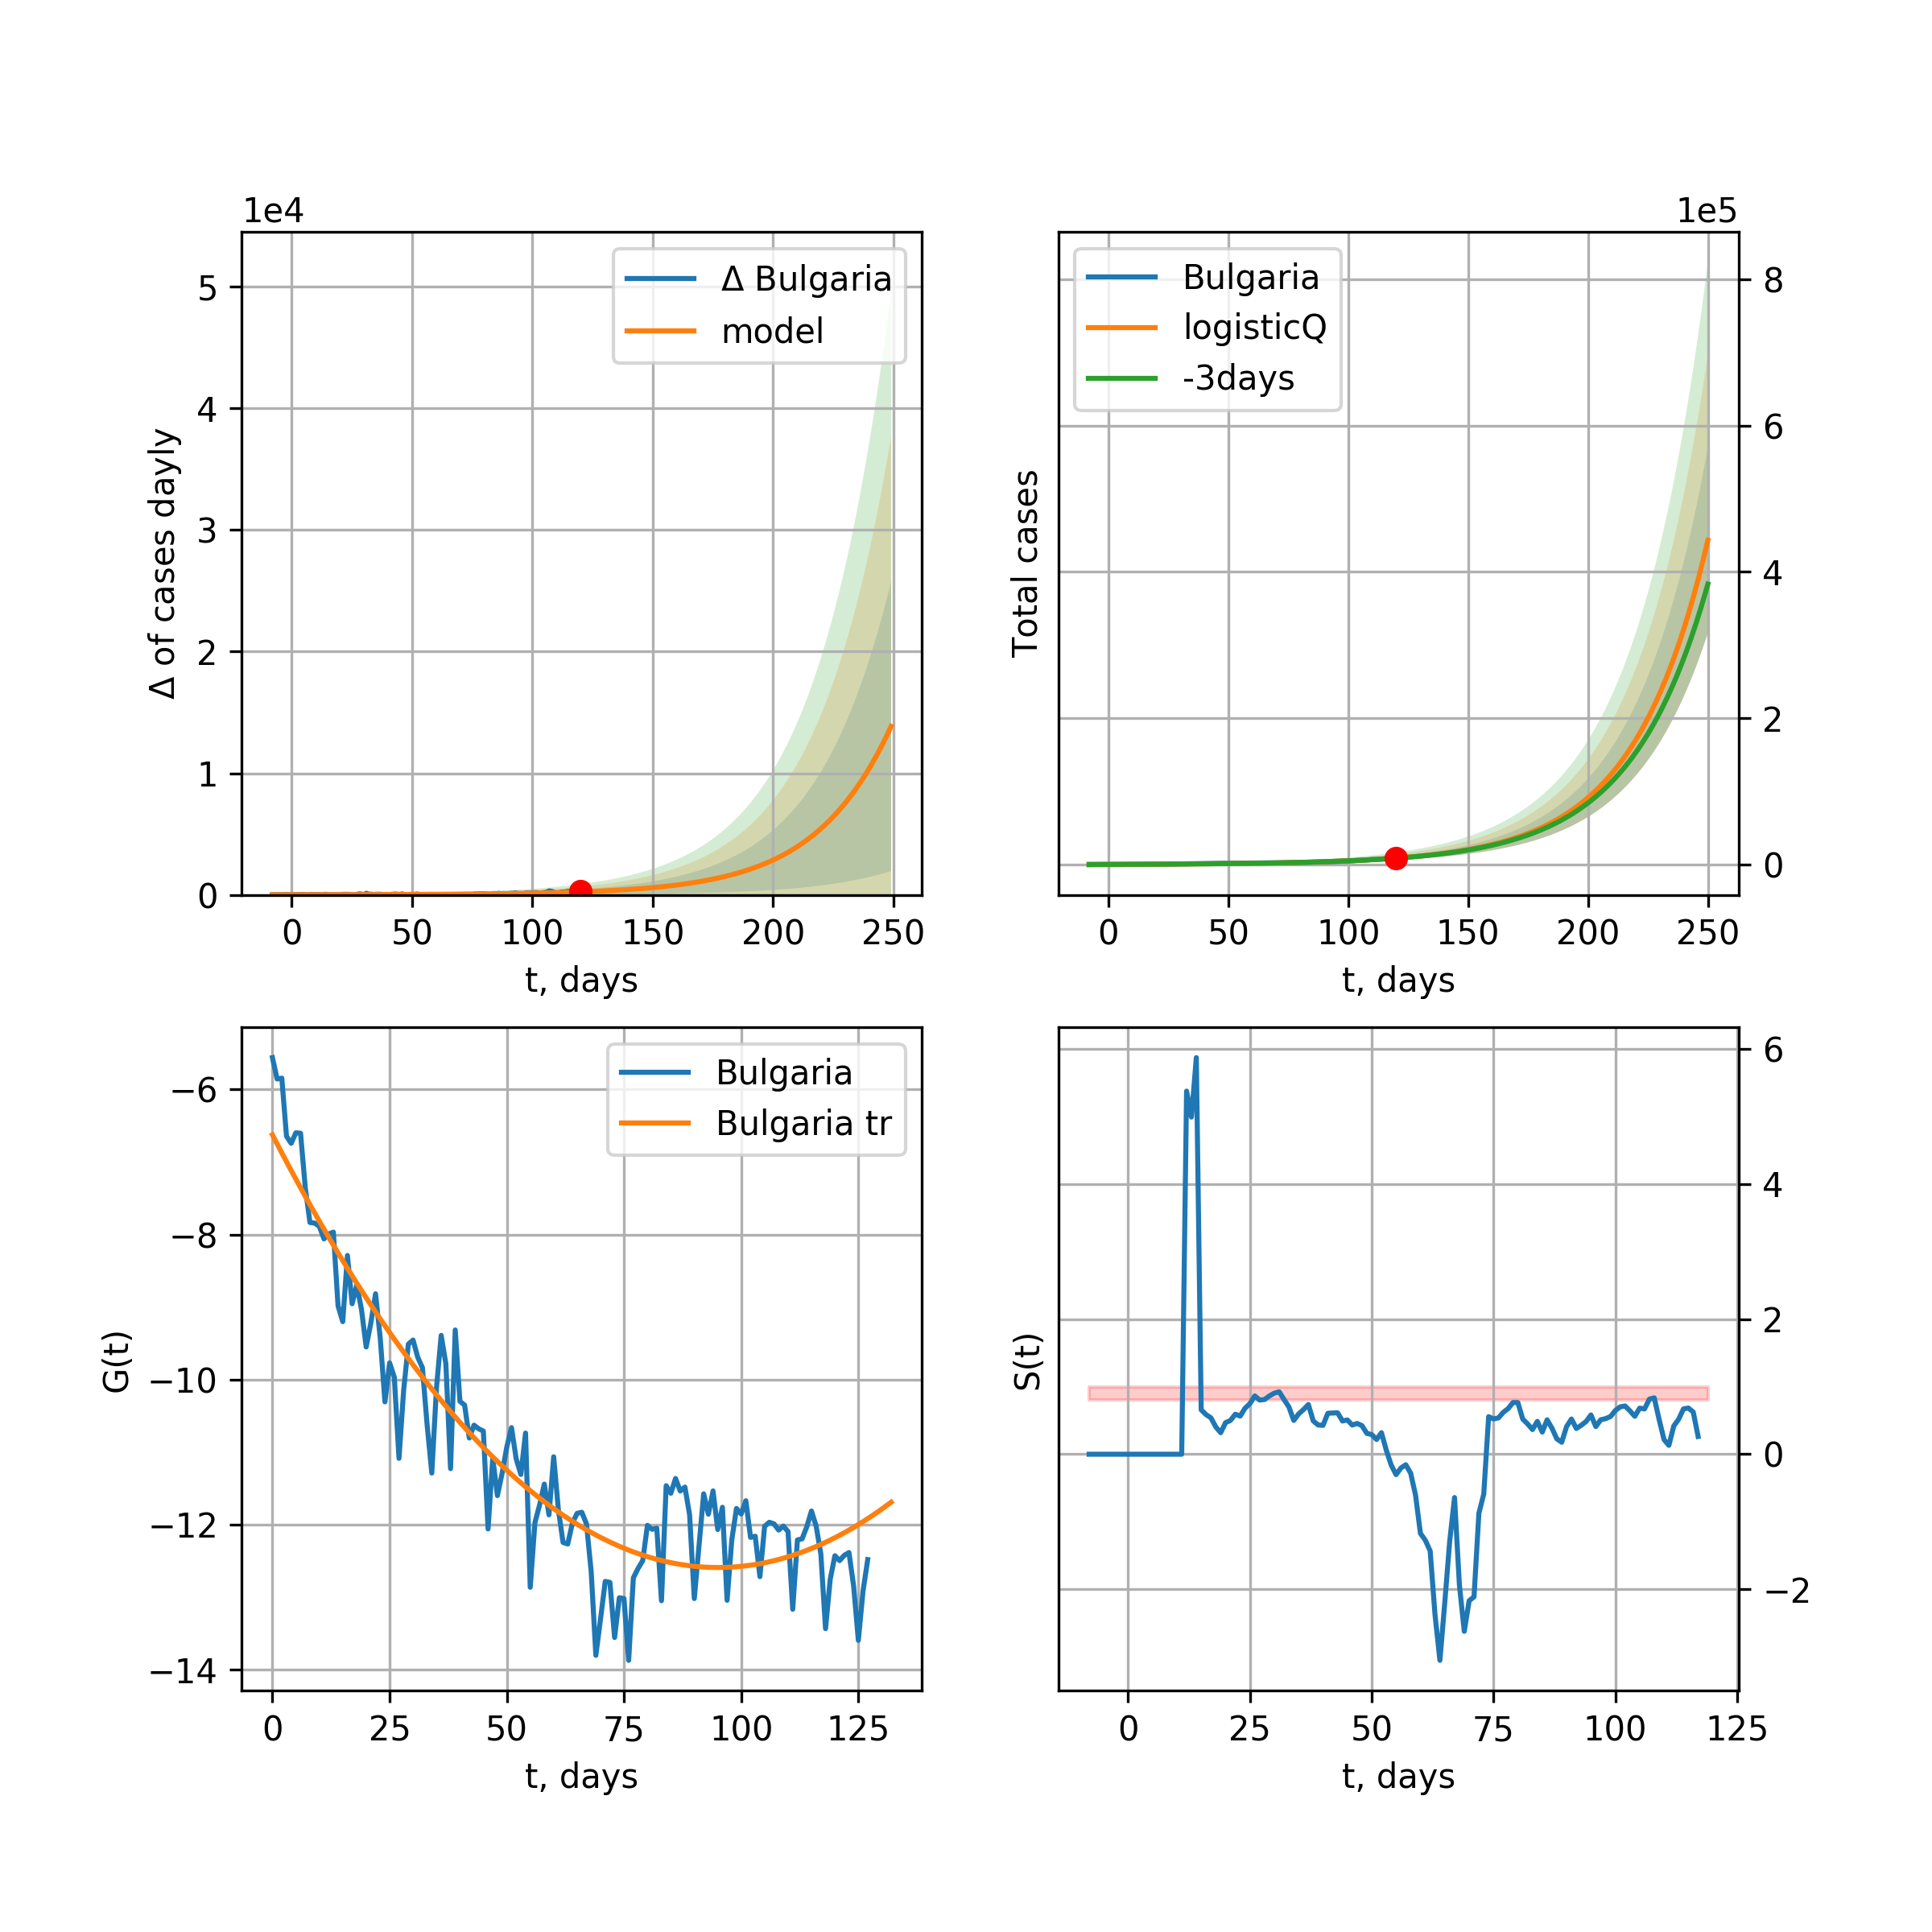 1e4
5
4
3
2
1
0
Δ of cases dayly
Δ Bulgaria
model
0 50 100 150 200 250
t, days
1e5
8
6
4
2
0
Total cases
Bulgaria
logisticQ
-3days
0 50 100 150 200 250
t, days
−6
−8
−10
−12
−14
G(t)
Bulgaria
Bulgaria tr
0 25 50 75 100 125
t, days
6
4
2
0
−2
S(t)
0 25 50 75 100 125
t, days